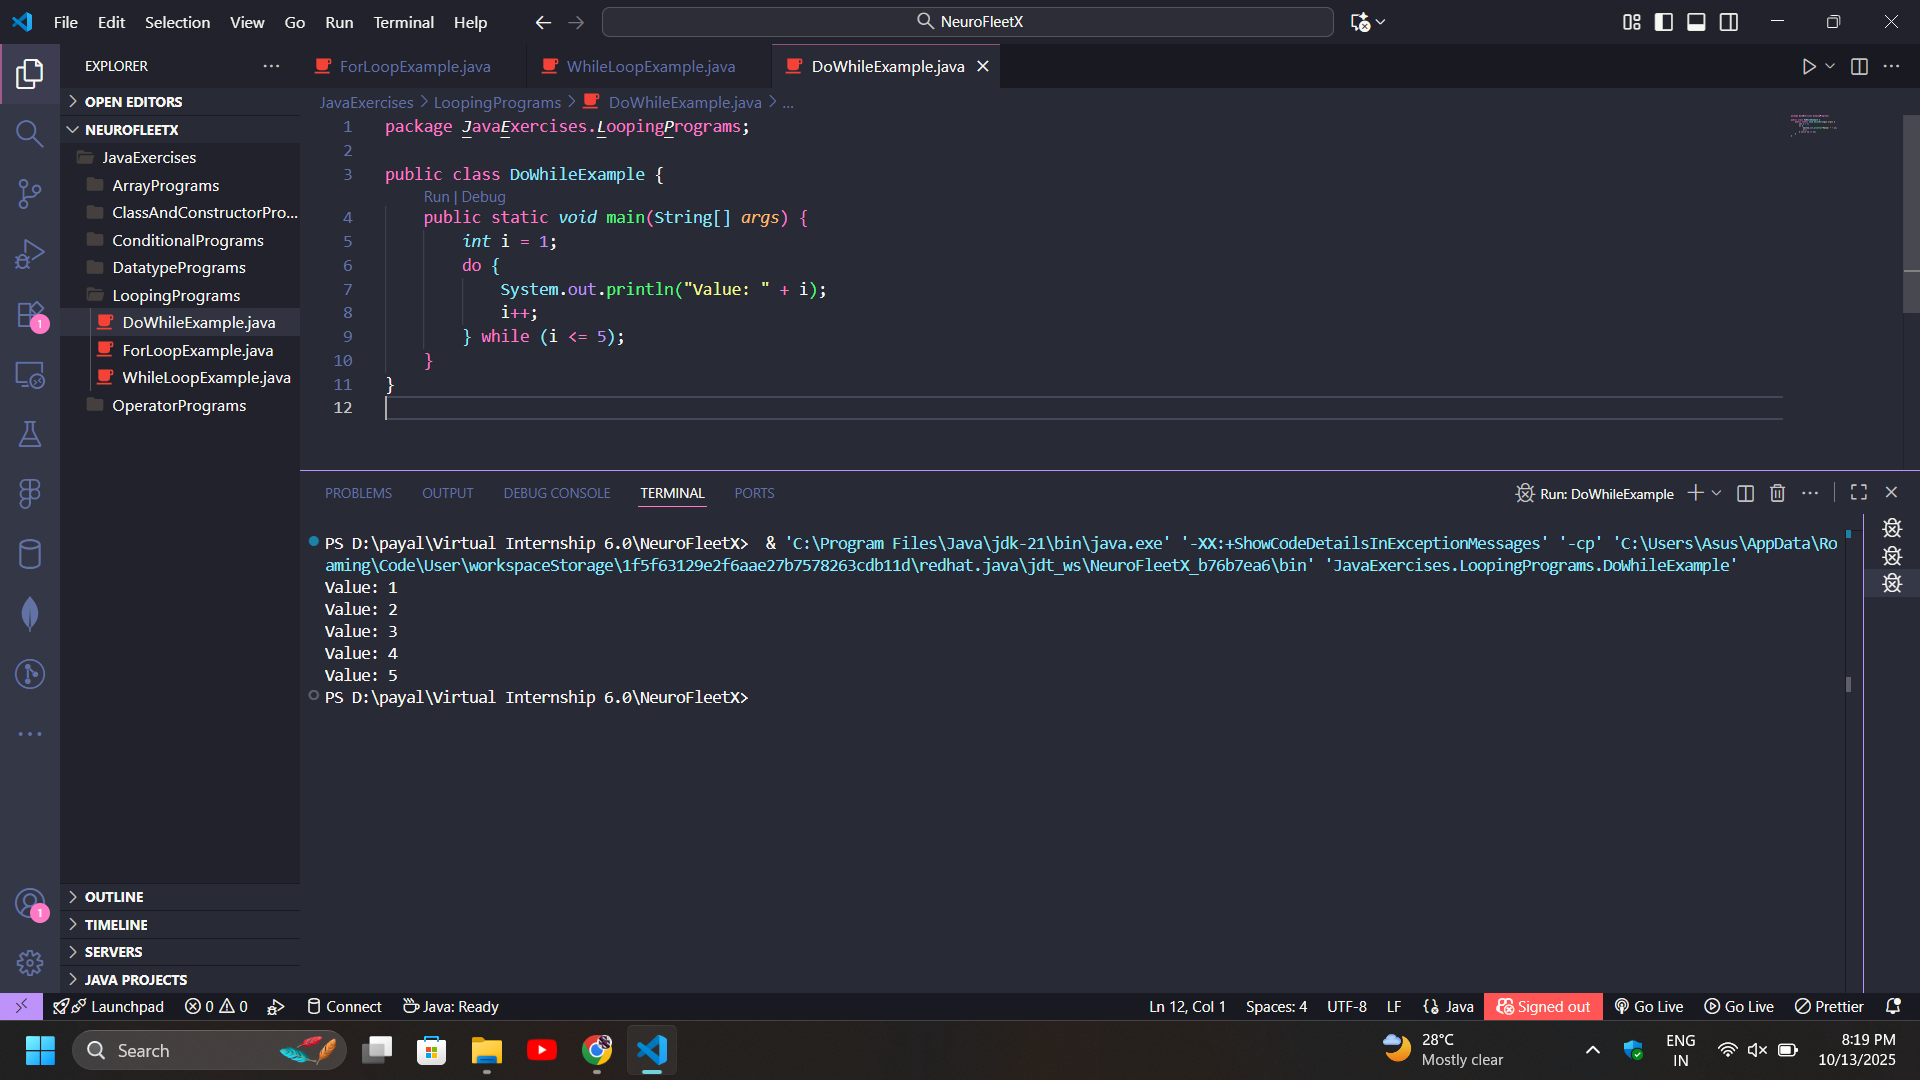 File Edit Selection View Go Run Terminal Help
NeuroFleetX
EXPLORER
OPEN EDITORS
NEUROFLEETX
JavaExercises
ArrayPrograms
ClassAndConstructorPro...
ConditionalPrograms
DatatypePrograms
LoopingPrograms
DoWhileExample.java
ForLoopExample.java
WhileLoopExample.java
OperatorPrograms
OUTLINE
TIMELINE
SERVERS
JAVA PROJECTS
1
1
ForLoopExample.java WhileLoopExample.java DoWhileExample.java
JavaExercises > LoopingPrograms > DoWhileExample.java > ...
1 package JavaExercises.LoopingPrograms;
2
3 public class DoWhileExample {
Run | Debug
4 public static void main(String[] args) {
5 int i = 1;
6 do {
7 System.out.println("Value: " + i);
8 i++;
9 } while (i <= 5);
10 }
11 }
12
PROBLEMS OUTPUT DEBUG CONSOLE TERMINAL PORTS
Run: DoWhileExample
PS D:\payal\Virtual Internship 6.0\NeuroFleetX> & 'C:\Program Files\Java\jdk-21\bin\java.exe' '-XX:+ShowCodeDetailsInExceptionMessages' '-cp' 'C:\Users\Asus\AppData\Ro
aming\Code\User\workspaceStorage\1f5f63129e2f6aae27b7578263cdb11d\redhat.java\jdt_ws\NeuroFleetX_b76b7ea6\bin' 'JavaExercises.LoopingPrograms.DoWhileExample'
Value: 1
Value: 2
Value: 3
Value: 4
Value: 5
PS D:\payal\Virtual Internship 6.0\NeuroFleetX>
Launchpad 0 0 Connect Java: Ready
Ln 12, Col 1 Spaces: 4 UTF-8 LF {} Java Signed out Go Live Go Live Prettier
Search
28°C
Mostly clear
ENG
IN
8:19 PM
10/13/2025